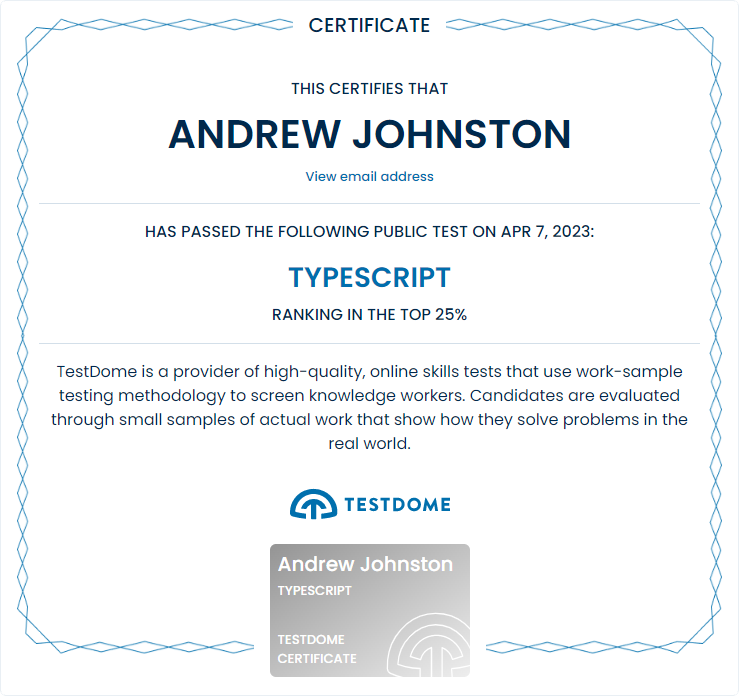 CERTIFICATE
THIS CERTIFIES THAT
ANDREW JOHNSTON
View email address
HAS PASSED THE FOLLOWING PUBLIC TEST ON APR 7, 2023:
TYPESCRIPT
RANKING IN THE TOP 25%
TestDome is a provider of high-quality, online skills tests that use work-sample
testing methodology to screen knowledge workers. Candidates are evaluated
through small samples of actual work that show how they solve problems in the
real world.
TESTDOME
Andrew Johnston
TYPESCRIPT
TESTDOME
CERTIFICATE